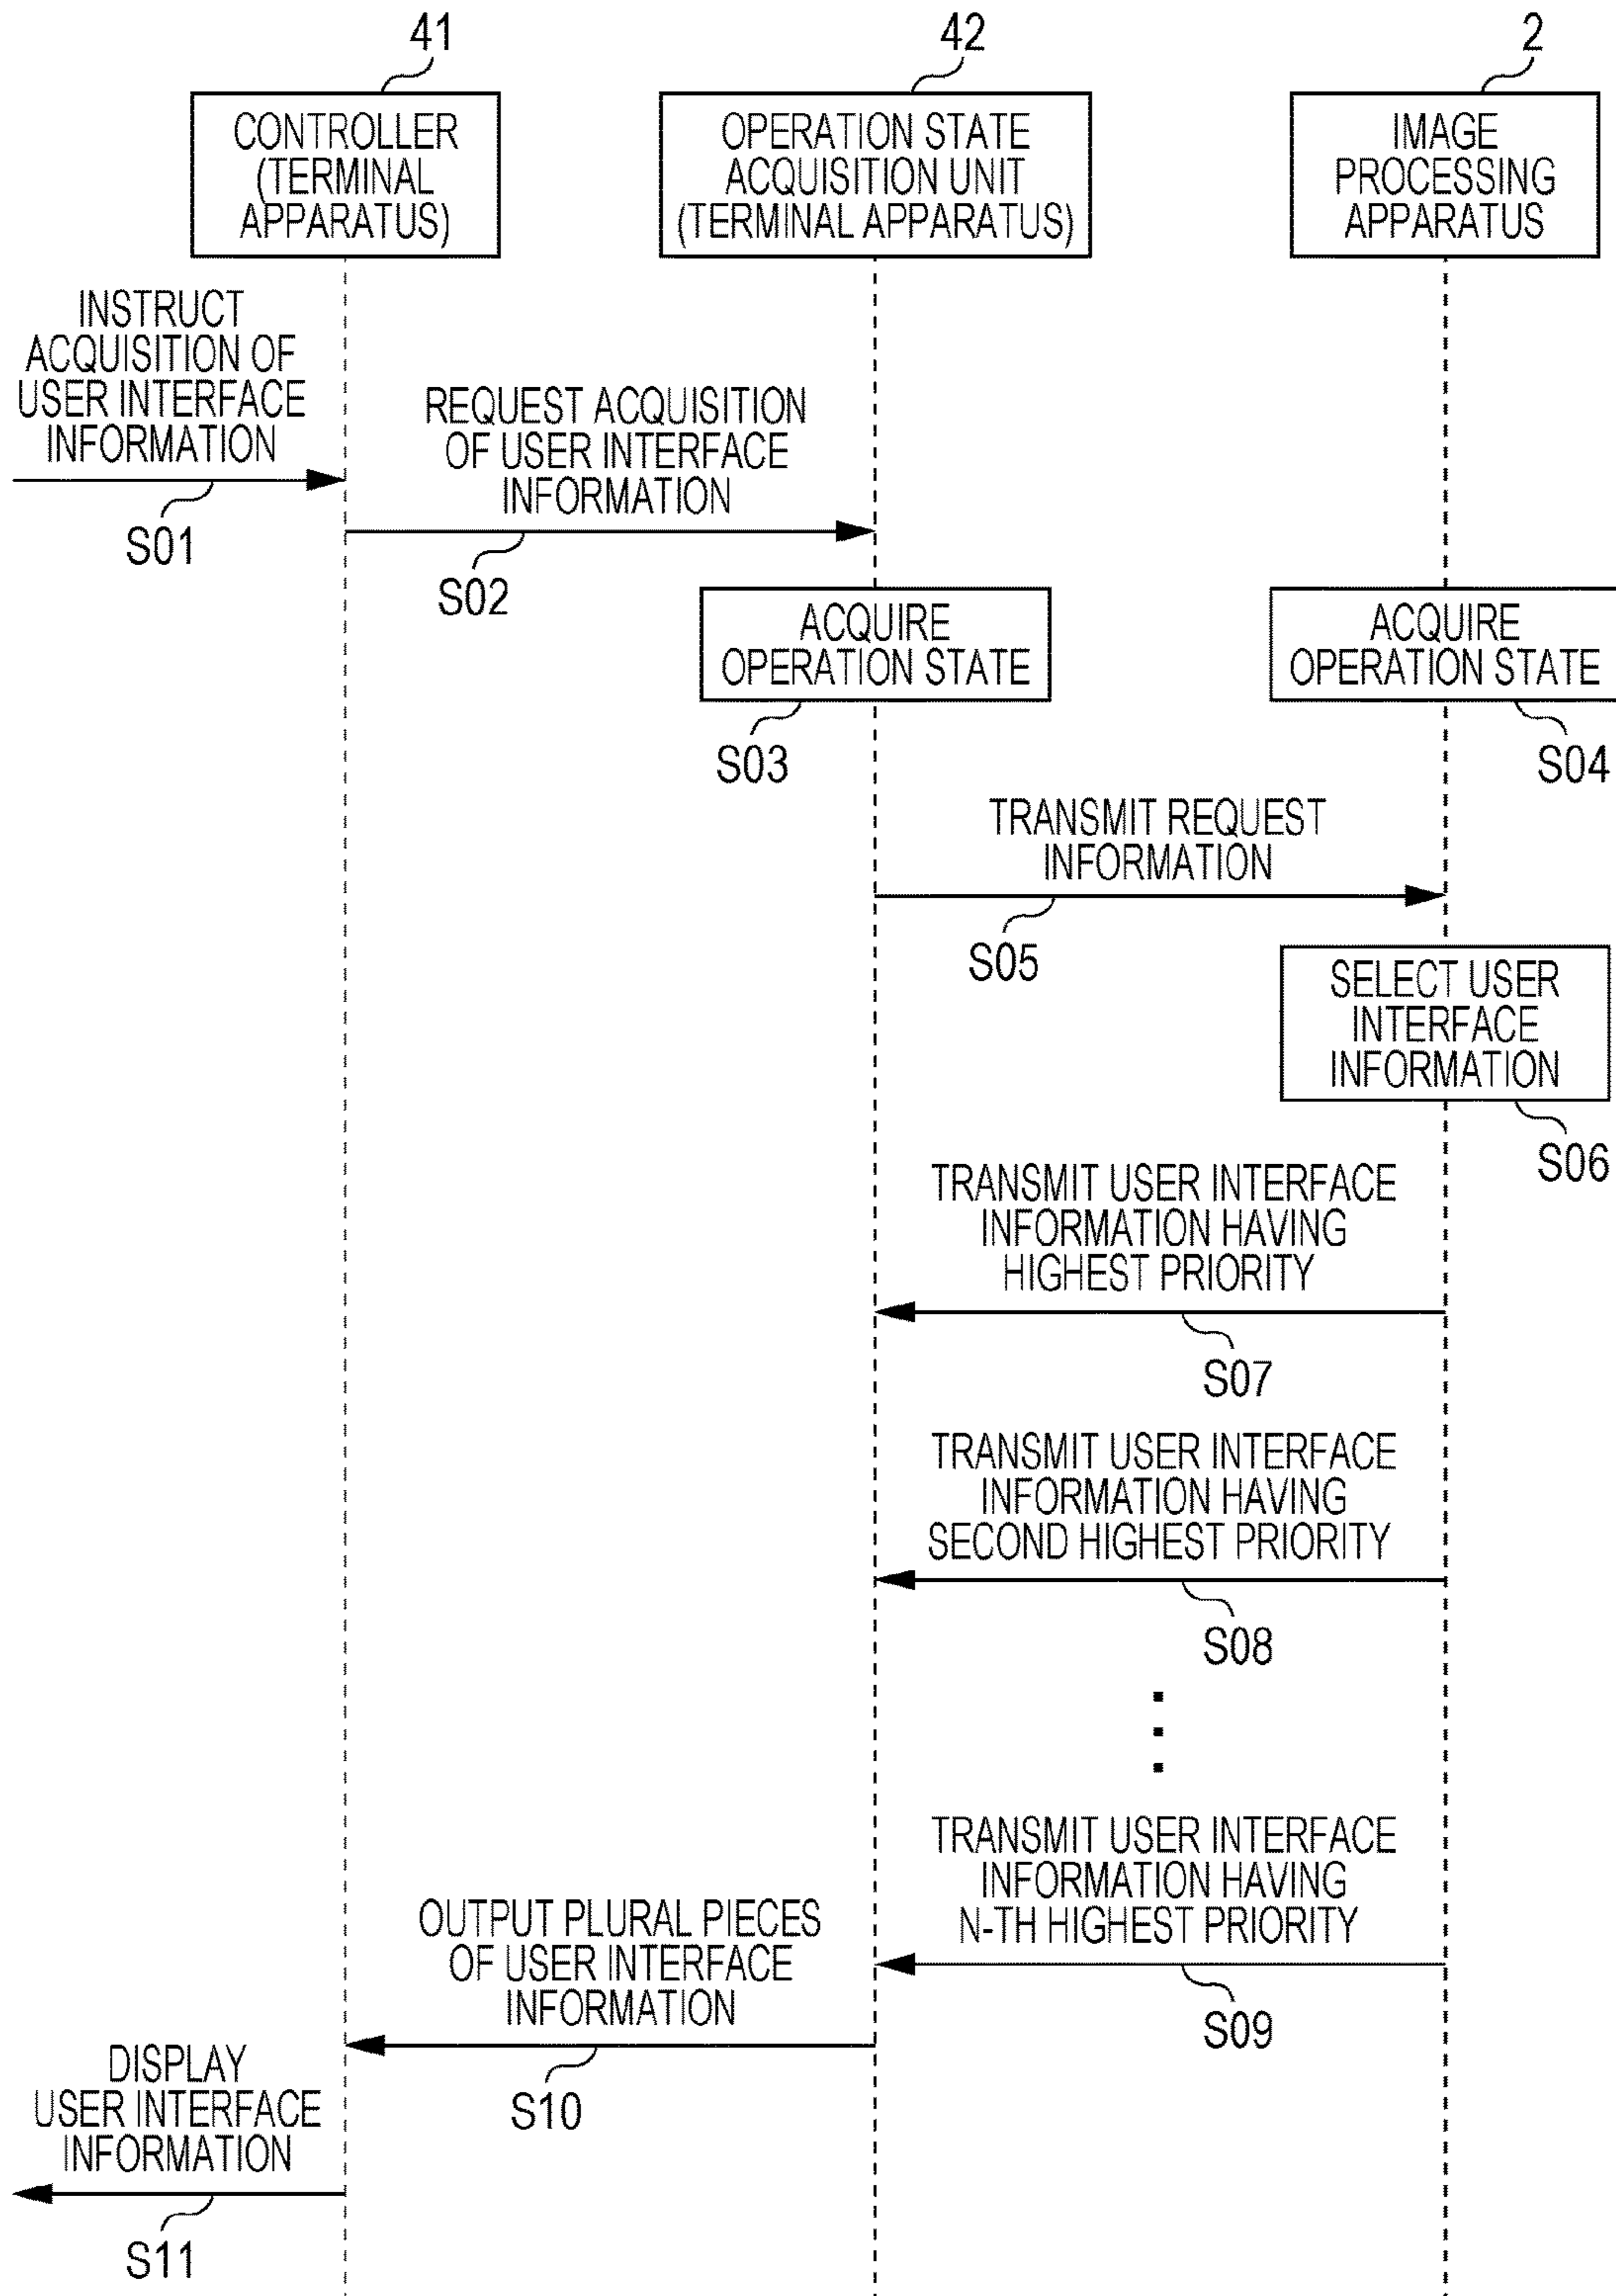 41
42
2
CONTROLLER
(TERMINAL
APPARATUS)
OPERATION STATE
ACQUISITION UNIT
(TERMINAL APPARATUS)
IMAGE
PROCESSING
APPARATUS
INSTRUCT
ACQUISITION OF
USER INTERFACE
INFORMATION
S01
REQUEST ACQUISITION
OF USER INTERFACE
INFORMATION
S02
ACQUIRE
OPERATION STATE
S03
ACQUIRE
OPERATION STATE
S04
TRANSMIT REQUEST
INFORMATION
S05
SELECT USER
INTERFACE
INFORMATION
S06
TRANSMIT USER INTERFACE
INFORMATION HAVING
HIGHEST PRIORITY
S07
TRANSMIT USER INTERFACE
INFORMATION HAVING
SECOND HIGHEST PRIORITY
S08
TRANSMIT USER INTERFACE
INFORMATION HAVING
N-TH HIGHEST PRIORITY
S09
OUTPUT PLURAL PIECES
OF USER INTERFACE
INFORMATION
S10
DISPLAY
USER INTERFACE
INFORMATION
S11